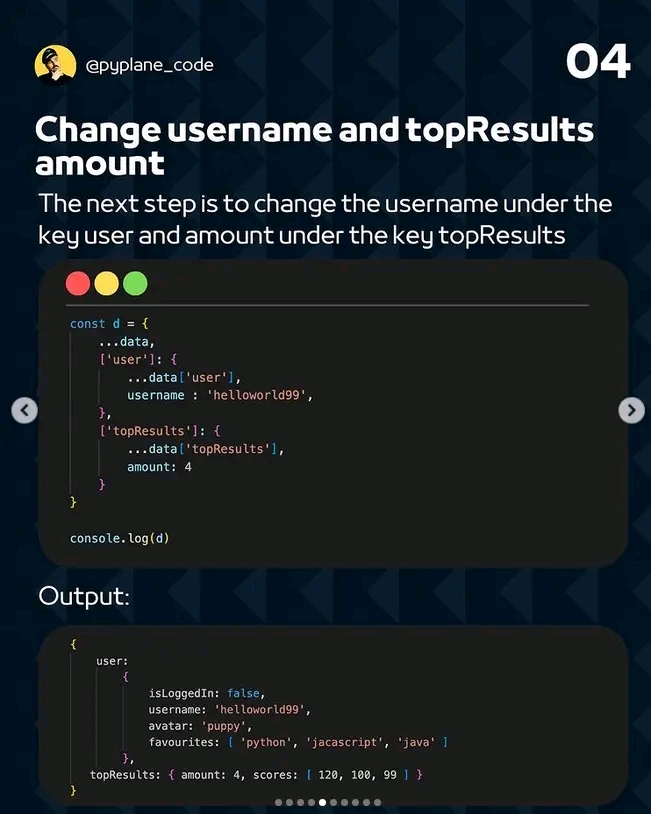 @pyplane_code
04
Change username and topResults
amount
The next step is to change the username under the
key user and amount under the key topResults
const d = {
...data,
['user']: {
...data['user'],
username : 'helloworld99',
},
['topResults']: {
...data['topResults'],
amount: 4
}
}
console.log(d)
Output:
{
user:
{
isLoggedIn: false,
username: 'helloworld99',
avatar: 'puppy',
favourites: [ 'python', 'jacascript', 'java' ]
},
topResults: { amount: 4, scores: [ 120, 100, 99 ] }
}